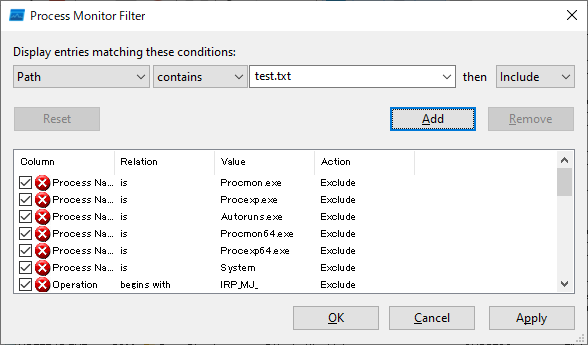 Process Monitor Filter
Display entries matching these conditions:
Path contains test.txt then Include
Reset Add Remove
Column Relation Value Action
Process Na... is Procmon.exe Exclude
Process Na... is Procexp.exe Exclude
Process Na... is Autoruns.exe Exclude
Process Na... is Procmon64.exe Exclude
Process Na... is Procexp64.exe Exclude
Process Na... is System Exclude
Operation begins with IRP_MJ_ Exclude
OK Cancel Apply